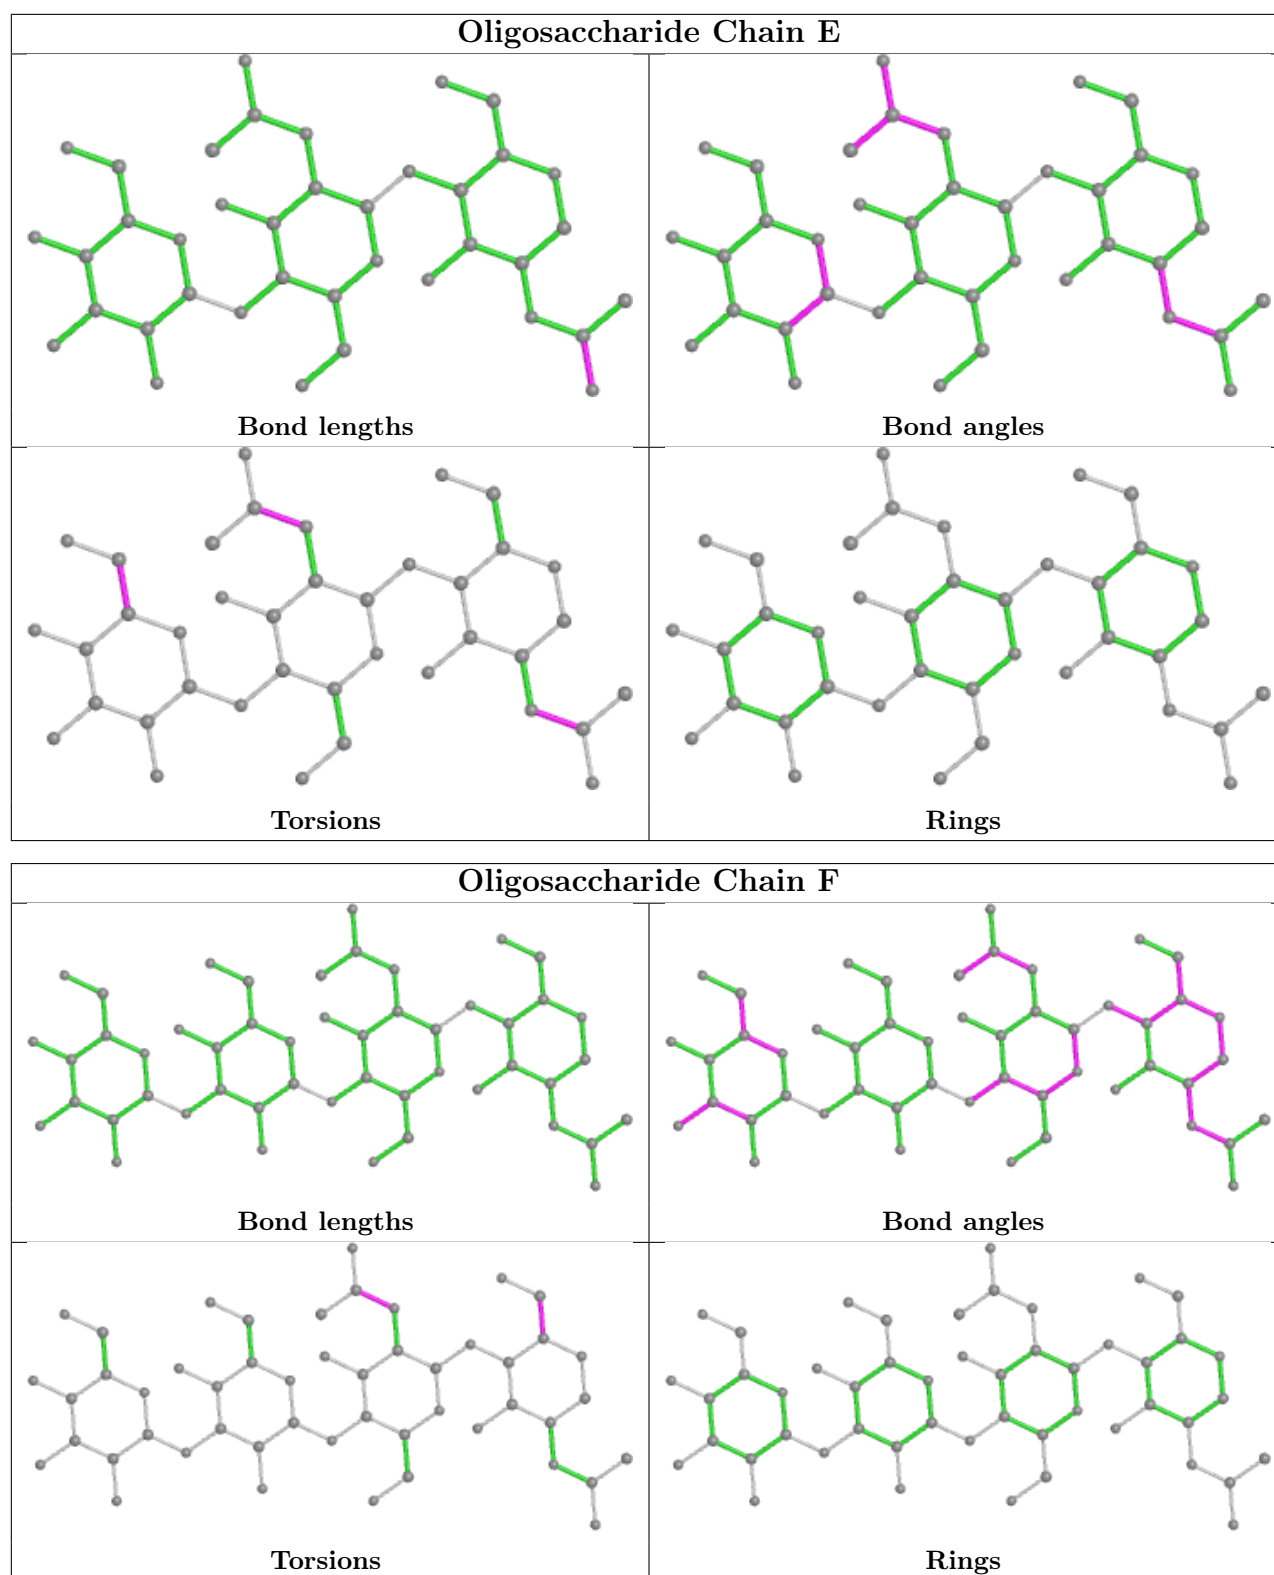 Oligosaccharide Chain E
Bond lengths
Bond angles
Torsions
Rings
Oligosaccharide Chain F
Bond lengths
Bond angles
Torsions
Rings